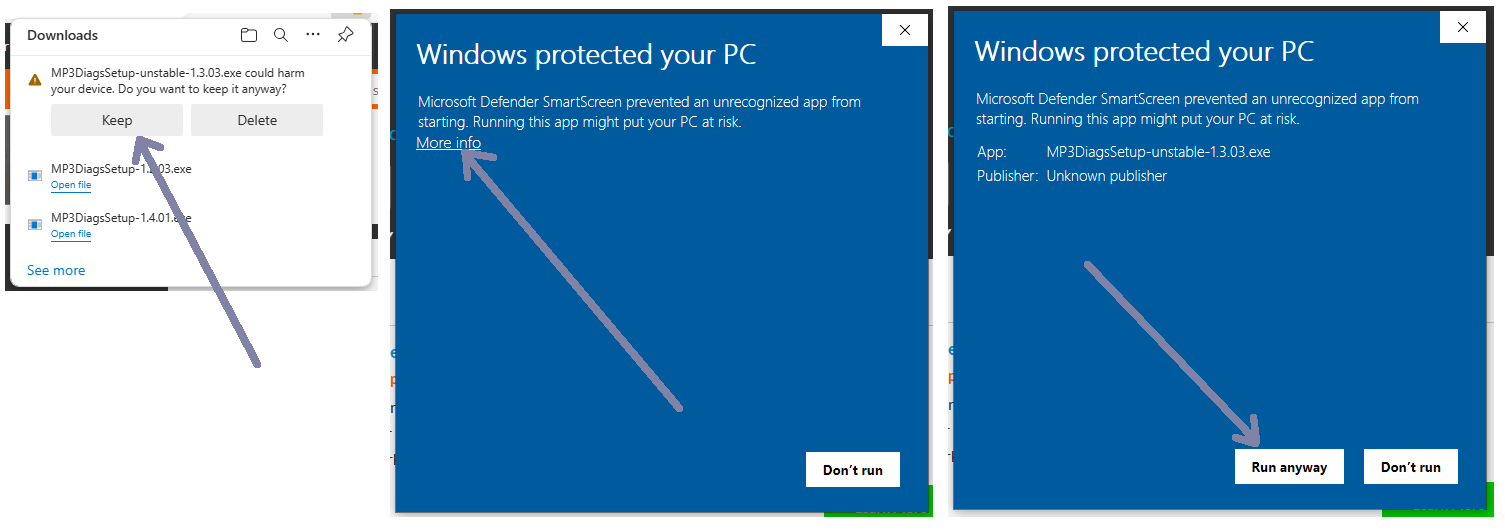 Downloads
MP3DiagsSetup-unstable-1.3.03.exe could harm
your device. Do you want to keep it anyway?
Keep
Delete
MP3DiagsSetup-1.3.03.exe
Open file
MP3DiagsSetup-1.4.01.exe
Open file
See more
Windows protected your PC
Microsoft Defender SmartScreen prevented an unrecognized app from
starting. Running this app might put your PC at risk.
More info
Don't run
Windows protected your PC
Microsoft Defender SmartScreen prevented an unrecognized app from
starting. Running this app might put your PC at risk.
App: MP3DiagsSetup-unstable-1.3.03.exe
Publisher: Unknown publisher
Run anyway
Don't run